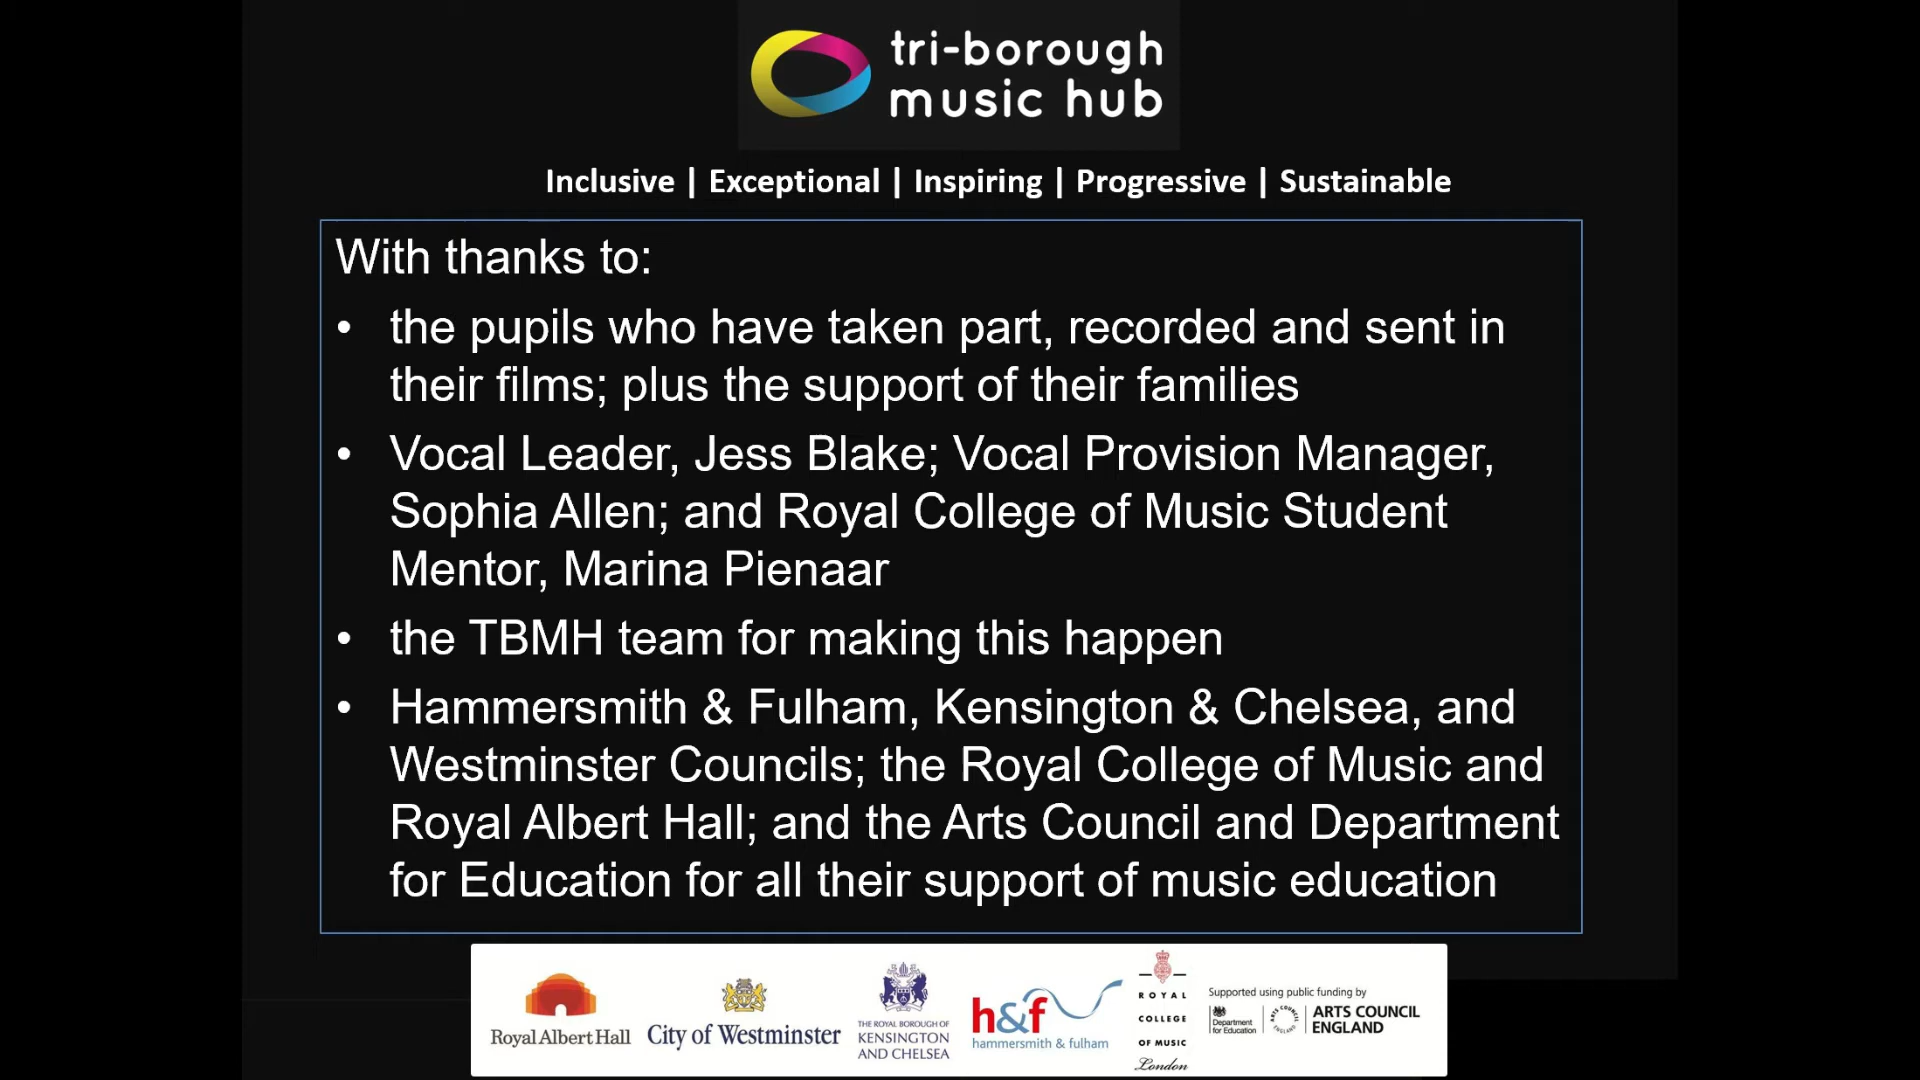 tri-borough
music hub
Inclusive | Exceptional | Inspiring | Progressive | Sustainable
With thanks to:
• the pupils who have taken part, recorded and sent in
their films; plus the support of their families
• Vocal Leader, Jess Blake; Vocal Provision Manager,
Sophia Allen; and Royal College of Music Student
Mentor, Marina Pienaar
• the TBMH team for making this happen
• Hammersmith & Fulham, Kensington & Chelsea, and
Westminster Councils; the Royal College of Music and
Royal Albert Hall; and the Arts Council and Department
for Education for all their support of music education
Royal Albert Hall
City of Westminster
THE ROYAL BOROUGH OF
KENSINGTON
AND CHELSEA
h&f
hammersmith & fulham
ROYAL
COLLEGE
OF MUSIC
London
Supported using public funding by
Department
for Education
ARTS COUNCIL
ENGLAND